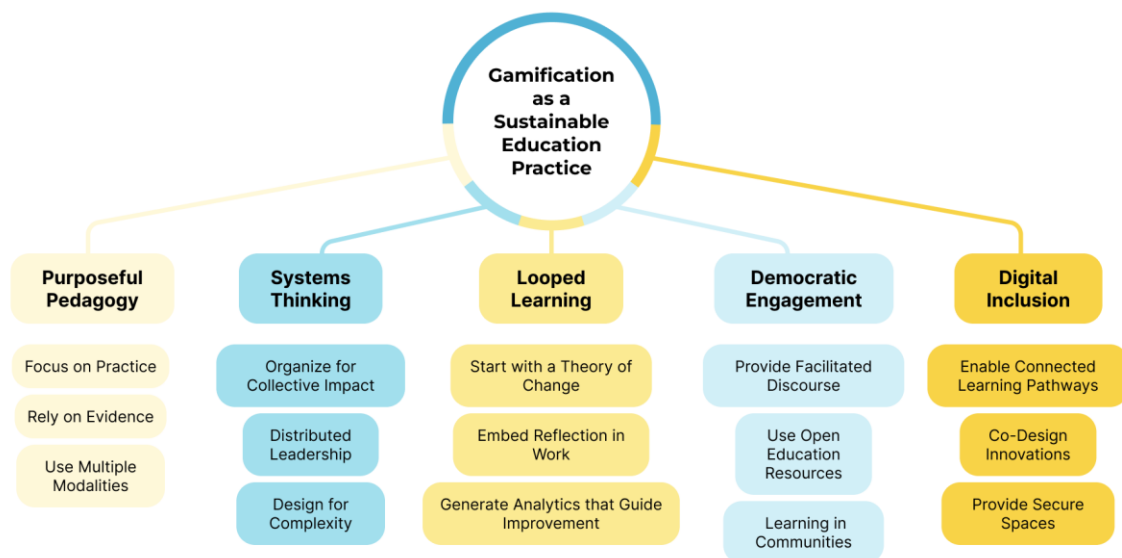 Gamification
as a
Sustainable
Education
Practice
Purposeful
Pedagogy
Focus on Practice
Rely on Evidence
Use Multiple
Modalities
Systems
Thinking
Organize for
Collective Impact
Distributed
Leadership
Design for
Complexity
Looped
Learning
Start with a Theory of
Change
Embed Reflection in
Work
Generate Analytics that Guide
Improvement
Democratic
Engagement
Provide Facilitated
Discourse
Use Open
Education
Resources
Learning in
Communities
Digital
Inclusion
Enable Connected
Learning Pathways
Co-Design
Innovations
Provide Secure
Spaces